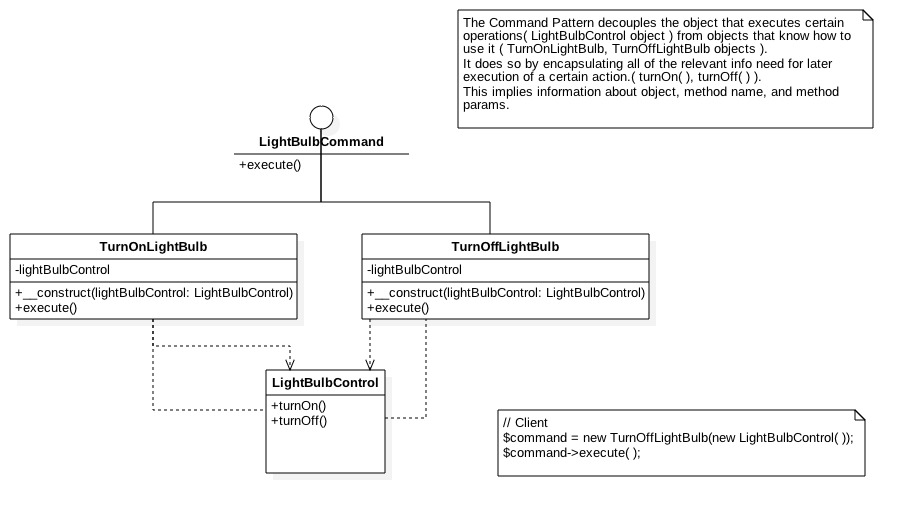 The Command Pattern decouples the object that executes certain
operations( LightBulbControl object ) from objects that know how to
use it ( TurnOnLightBulb, TurnOffLightBulb objects ).
It does so by encapsulating all of the relevant info need for later
execution of a certain action.( turnOn( ), turnOff( ) ).
This implies information about object, method name, and method
params.
LightBulbCommand
+execute()
TurnOnLightBulb
-lightBulbControl
+__construct(lightBulbControl: LightBulbControl)
+execute()
TurnOffLightBulb
-lightBulbControl
+__construct(lightBulbControl: LightBulbControl)
+execute()
LightBulbControl
+turnOn()
+turnOff()
// Client
$command = new TurnOffLightBulb(new LightBulbControl( ));
$command->execute( );